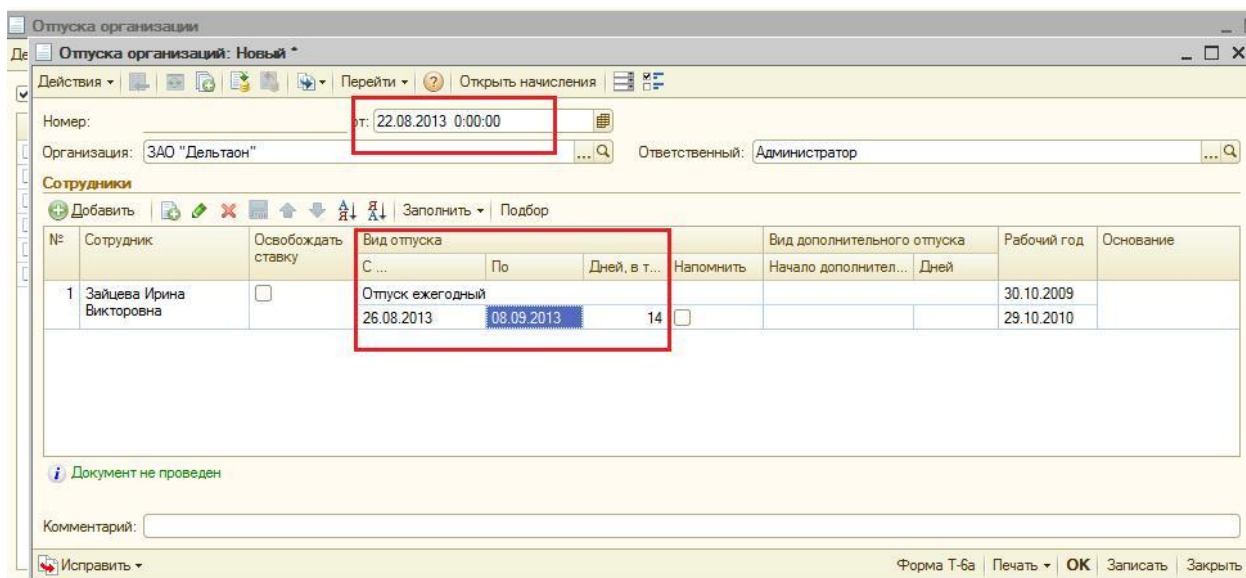 Отпуска организации
Де
Отпуска организаций: Новый *
Действия Перейти ? Открыть начисления
Номер: от: 22.08.2013 0:00:00
Организация: ЗАО "Дельтаон" ... Ответственный: Администратор ...
Сотрудники
Добавить Заполнить Подбор
№ Сотрудник Освобождать ставку Вид отпуска Вид дополнительного отпуска Рабочий год Основание
С ... По Дней, в т... Напомнить Начало дополнител... Дней
1 Зайцева Ирина Викторовна Отпуск ежегодный 30.10.2009
26.08.2013 08.09.2013 14 29.10.2010
i Документ не проведен
Комментарий:
Исправить Форма Т-6а Печать OK Записать Закрыть